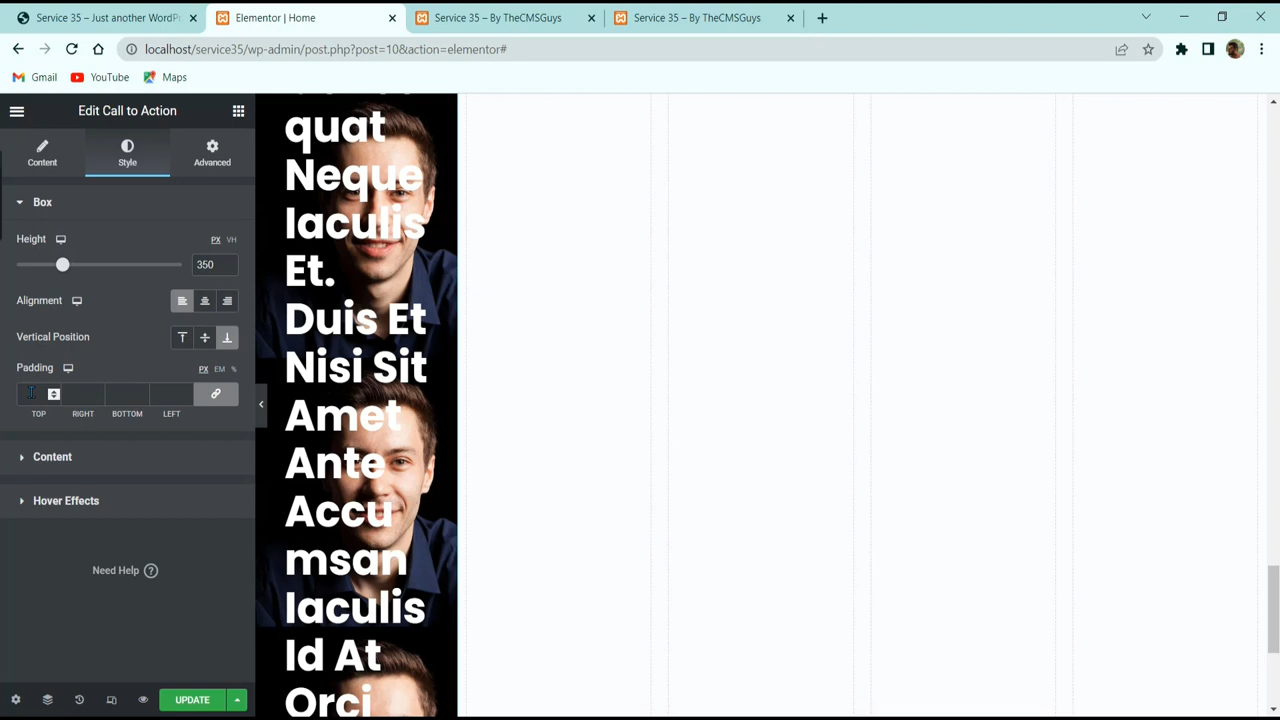 Service 35 – Just another WordPr
Elementor | Home
Service 35 – By TheCMSGuys
Service 35 – By TheCMSGuys
localhost/service35/wp-admin/post.php?post=10&action=elementor#
Gmail
YouTube
Maps
Edit Call to Action
Content
Style
Advanced
Box
Height
PX VH
350
Alignment
Vertical Position
Padding
PX EM %
TOP RIGHT BOTTOM LEFT
Content
Hover Effects
Need Help ?
UPDATE
quat
Neque
Iaculis
Et.
Duis Et
Nisi Sit
Amet
Ante
Accu
msan
Iaculis
Id At
Orci